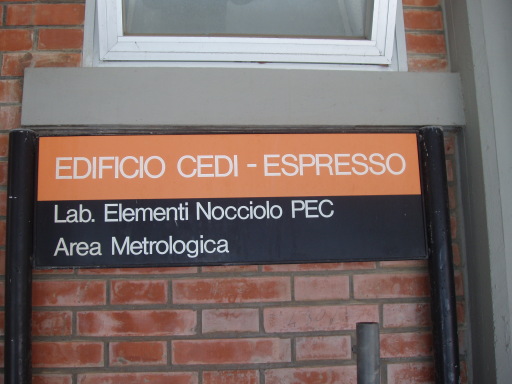 EDIFICIO CEDI - ESPRESSO
Lab. Elementi Nocciolo PEC
Area Metrologica